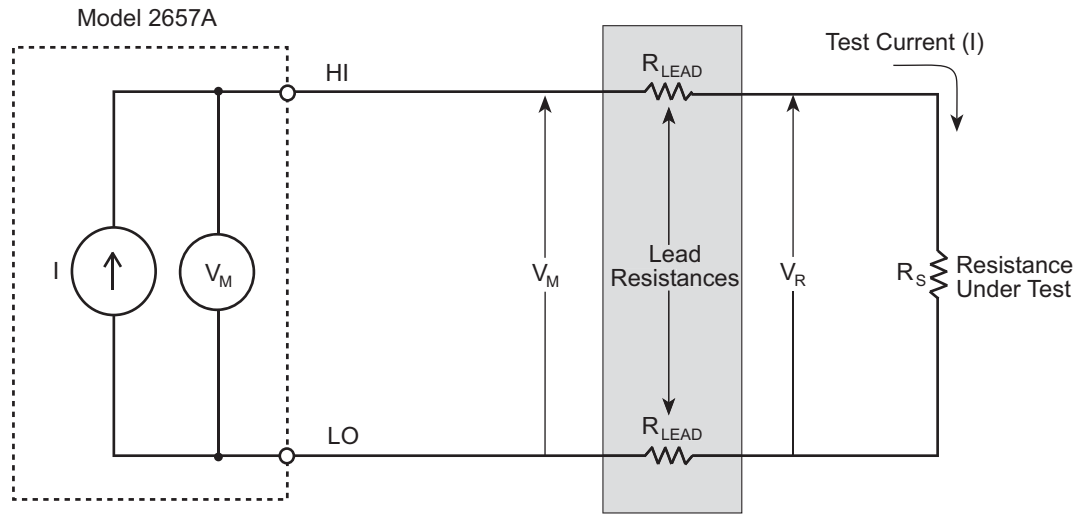 Model 2657A
HI
R_LEAD
Test Current (I)
I
V_M
V_M
Lead
Resistances
V_R
R_S
Resistance
Under Test
LO
R_LEAD